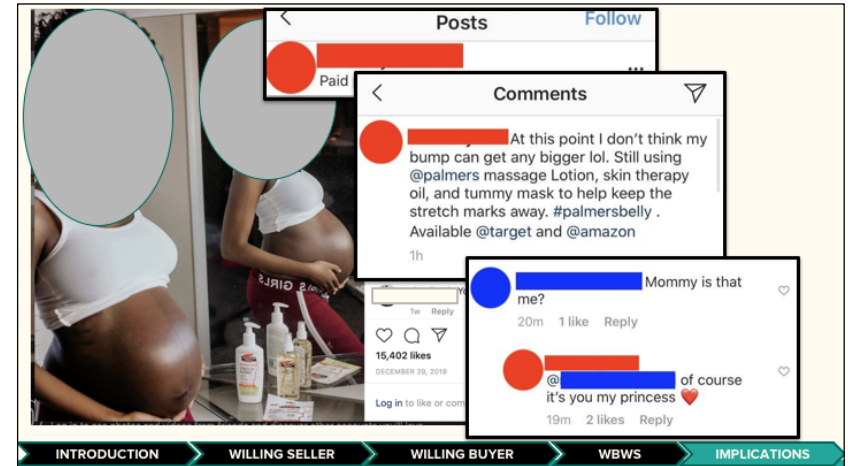 Posts
Follow
Paid
Comments
At this point I don't think my
bump can get any bigger lol. Still using
@palmers massage Lotion, skin therapy
oil, and tummy mask to help keep the
stretch marks away. #palmersbelly .
Available @target and @amazon
1h
1w Reply
15,402 likes
DECEMBER 29, 2019
Log in to like or com
Mommy is that
me?
20m 1 like Reply
@
of course
it's you my princess ❤️
19m 2 likes Reply
INTRODUCTION
WILLING SELLER
WILLING BUYER
WBWS
IMPLICATIONS